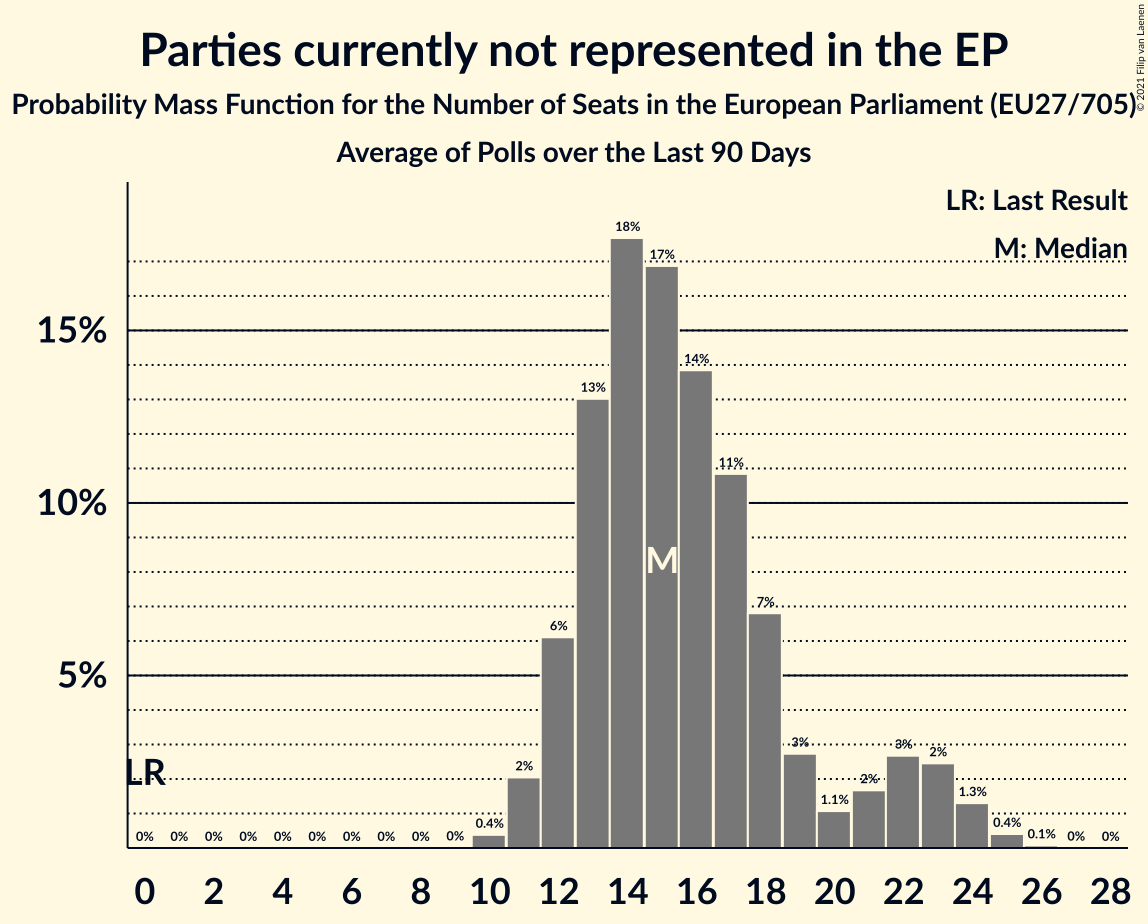 Parties currently not represented in the EP
Probability Mass Function for the Number of Seats in the European Parliament (EU27/705)
Average of Polls over the Last 90 Days
© 2021 Filip van Laenen
LR: Last Result
M: Median
15%
10%
5%
LR
M
0% 0% 0% 0% 0% 0% 0% 0% 0% 0% 0.4% 2% 6% 13% 18% 17% 14% 11% 7% 3% 1.1% 2% 3% 2% 1.3% 0.4% 0.1% 0% 0%
0 2 4 6 8 10 12 14 16 18 20 22 24 26 28